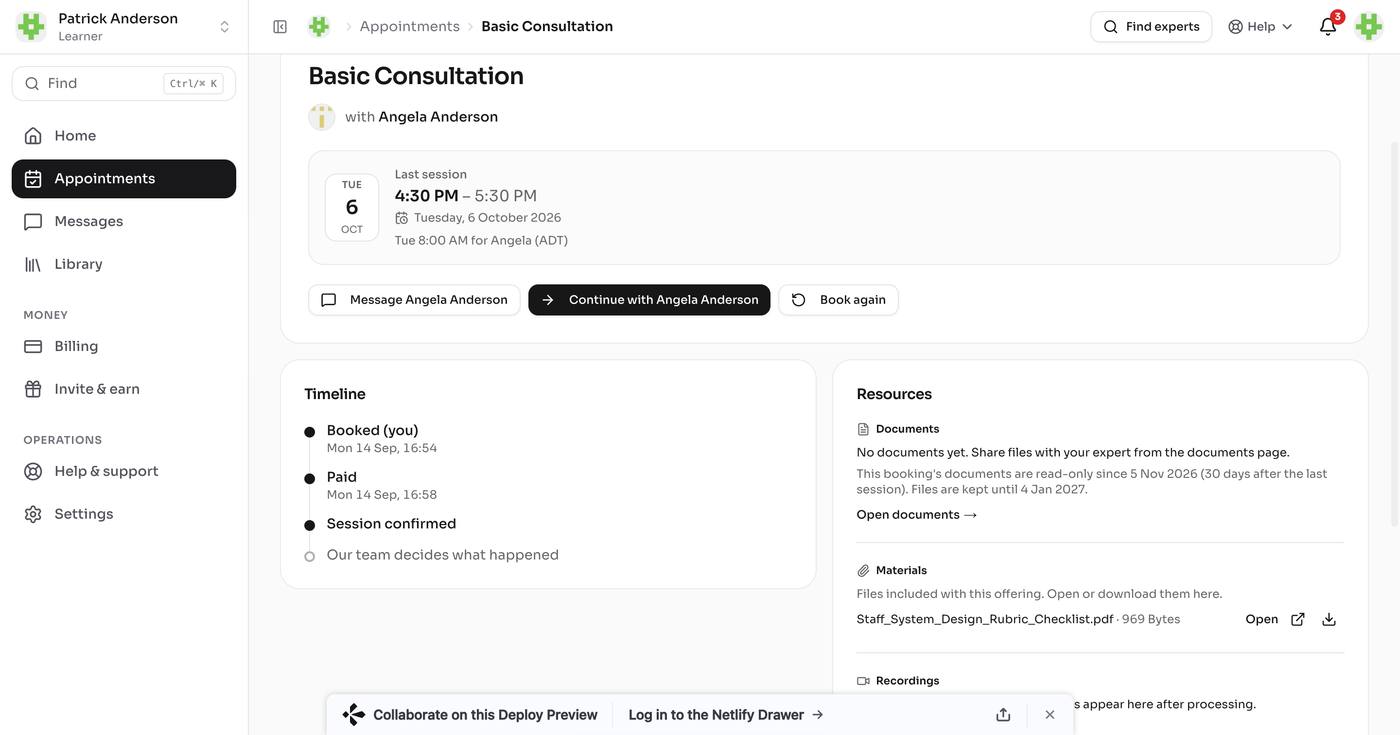 Patrick Anderson
Learner
Find
Ctrl/⌘ K
Home
Appointments
Messages
Library
MONEY
Billing
Invite & earn
OPERATIONS
Help & support
Settings
Appointments
Basic Consultation
Find experts
Help
3
Basic Consultation
with Angela Anderson
TUE
6
OCT
Last session
4:30 PM – 5:30 PM
Tuesday, 6 October 2026
Tue 8:00 AM for Angela (ADT)
Message Angela Anderson
Continue with Angela Anderson
Book again
Timeline
Booked (you)
Mon 14 Sep, 16:54
Paid
Mon 14 Sep, 16:58
Session confirmed
Our team decides what happened
Resources
Documents
No documents yet. Share files with your expert from the documents page.
This booking's documents are read-only since 5 Nov 2026 (30 days after the last
session). Files are kept until 4 Jan 2027.
Open documents →
Materials
Files included with this offering. Open or download them here.
Staff_System_Design_Rubric_Checklist.pdf · 969 Bytes
Open
Recordings
s appear here after processing.
Collaborate on this Deploy Preview
Log in to the Netlify Drawer →